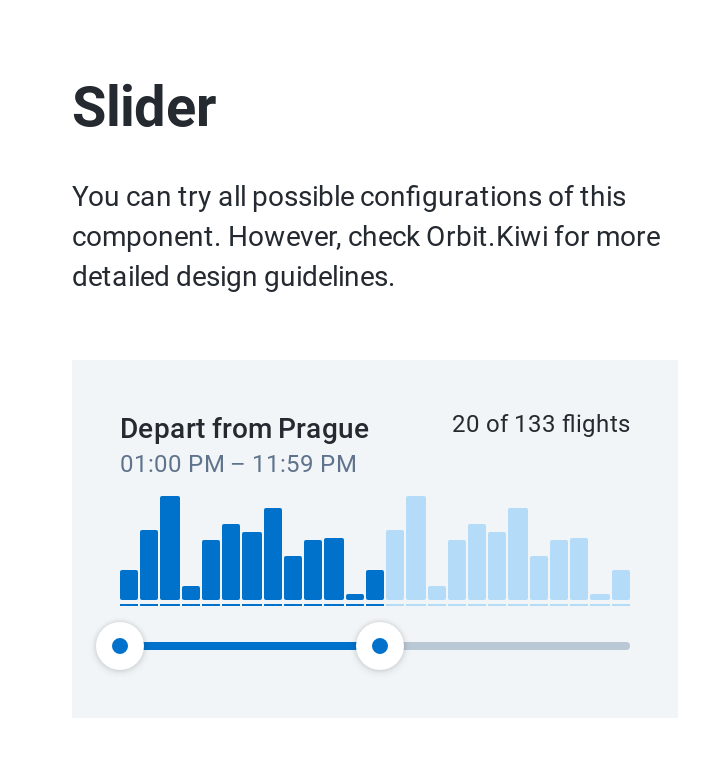 Slider
You can try all possible configurations of this
component. However, check Orbit.Kiwi for more
detailed design guidelines.
Depart from Prague
20 of 133 flights
01:00 PM – 11:59 PM